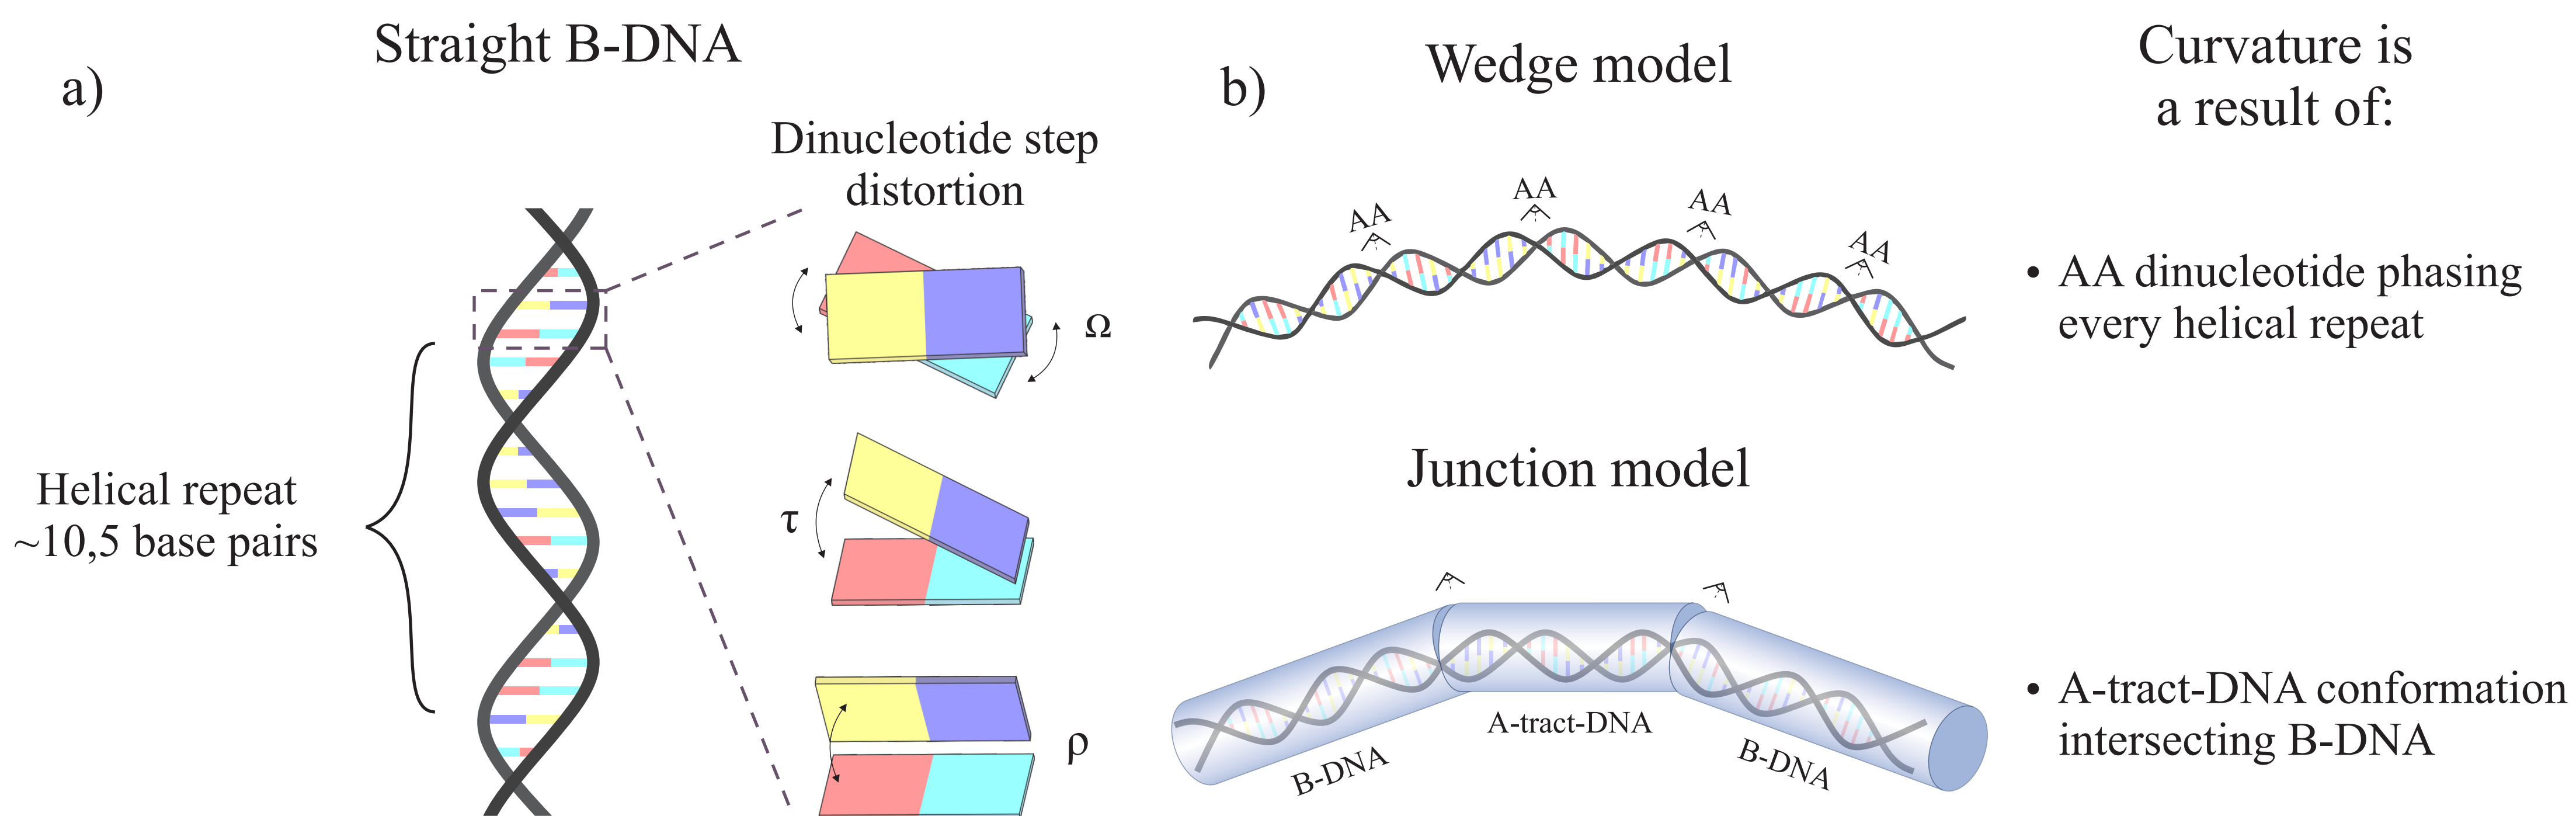 a)
Straight B-DNA
Dinucleotide step
distortion
Helical repeat
~10,5 base pairs
Ω
τ
ρ
b)
Wedge model
AA
AA
AA
AA
Junction model
B-DNA
A-tract-DNA
B-DNA
Curvature is
a result of:
• AA dinucleotide phasing
every helical repeat
• A-tract-DNA conformation
intersecting B-DNA